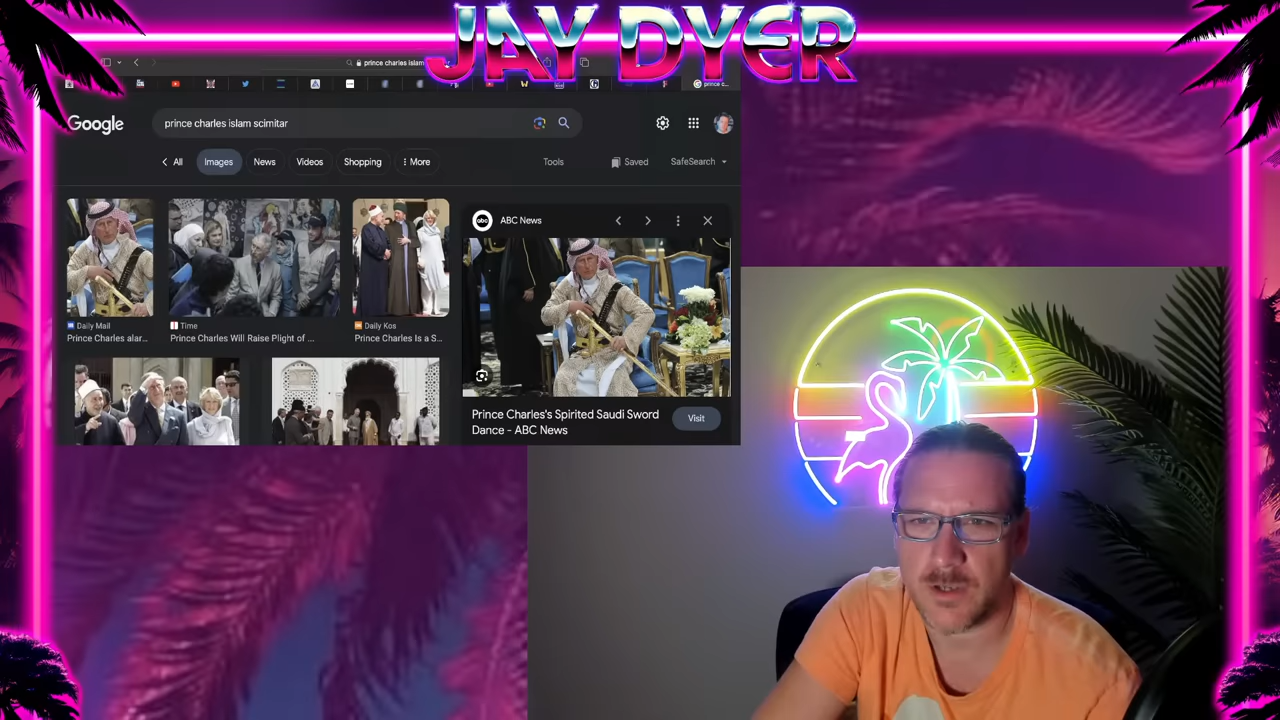 JAY DYER
prince charles islam
prince c...
Google
prince charles islam scimitar
All
Images
News
Videos
Shopping
More
Tools
Saved
SafeSearch
abc
ABC News
Daily Mail
Prince Charles alar...
Time
Prince Charles Will Raise Plight of ...
Daily Kos
Prince Charles Is a S...
Prince Charles's Spirited Saudi Sword
Dance - ABC News
Visit